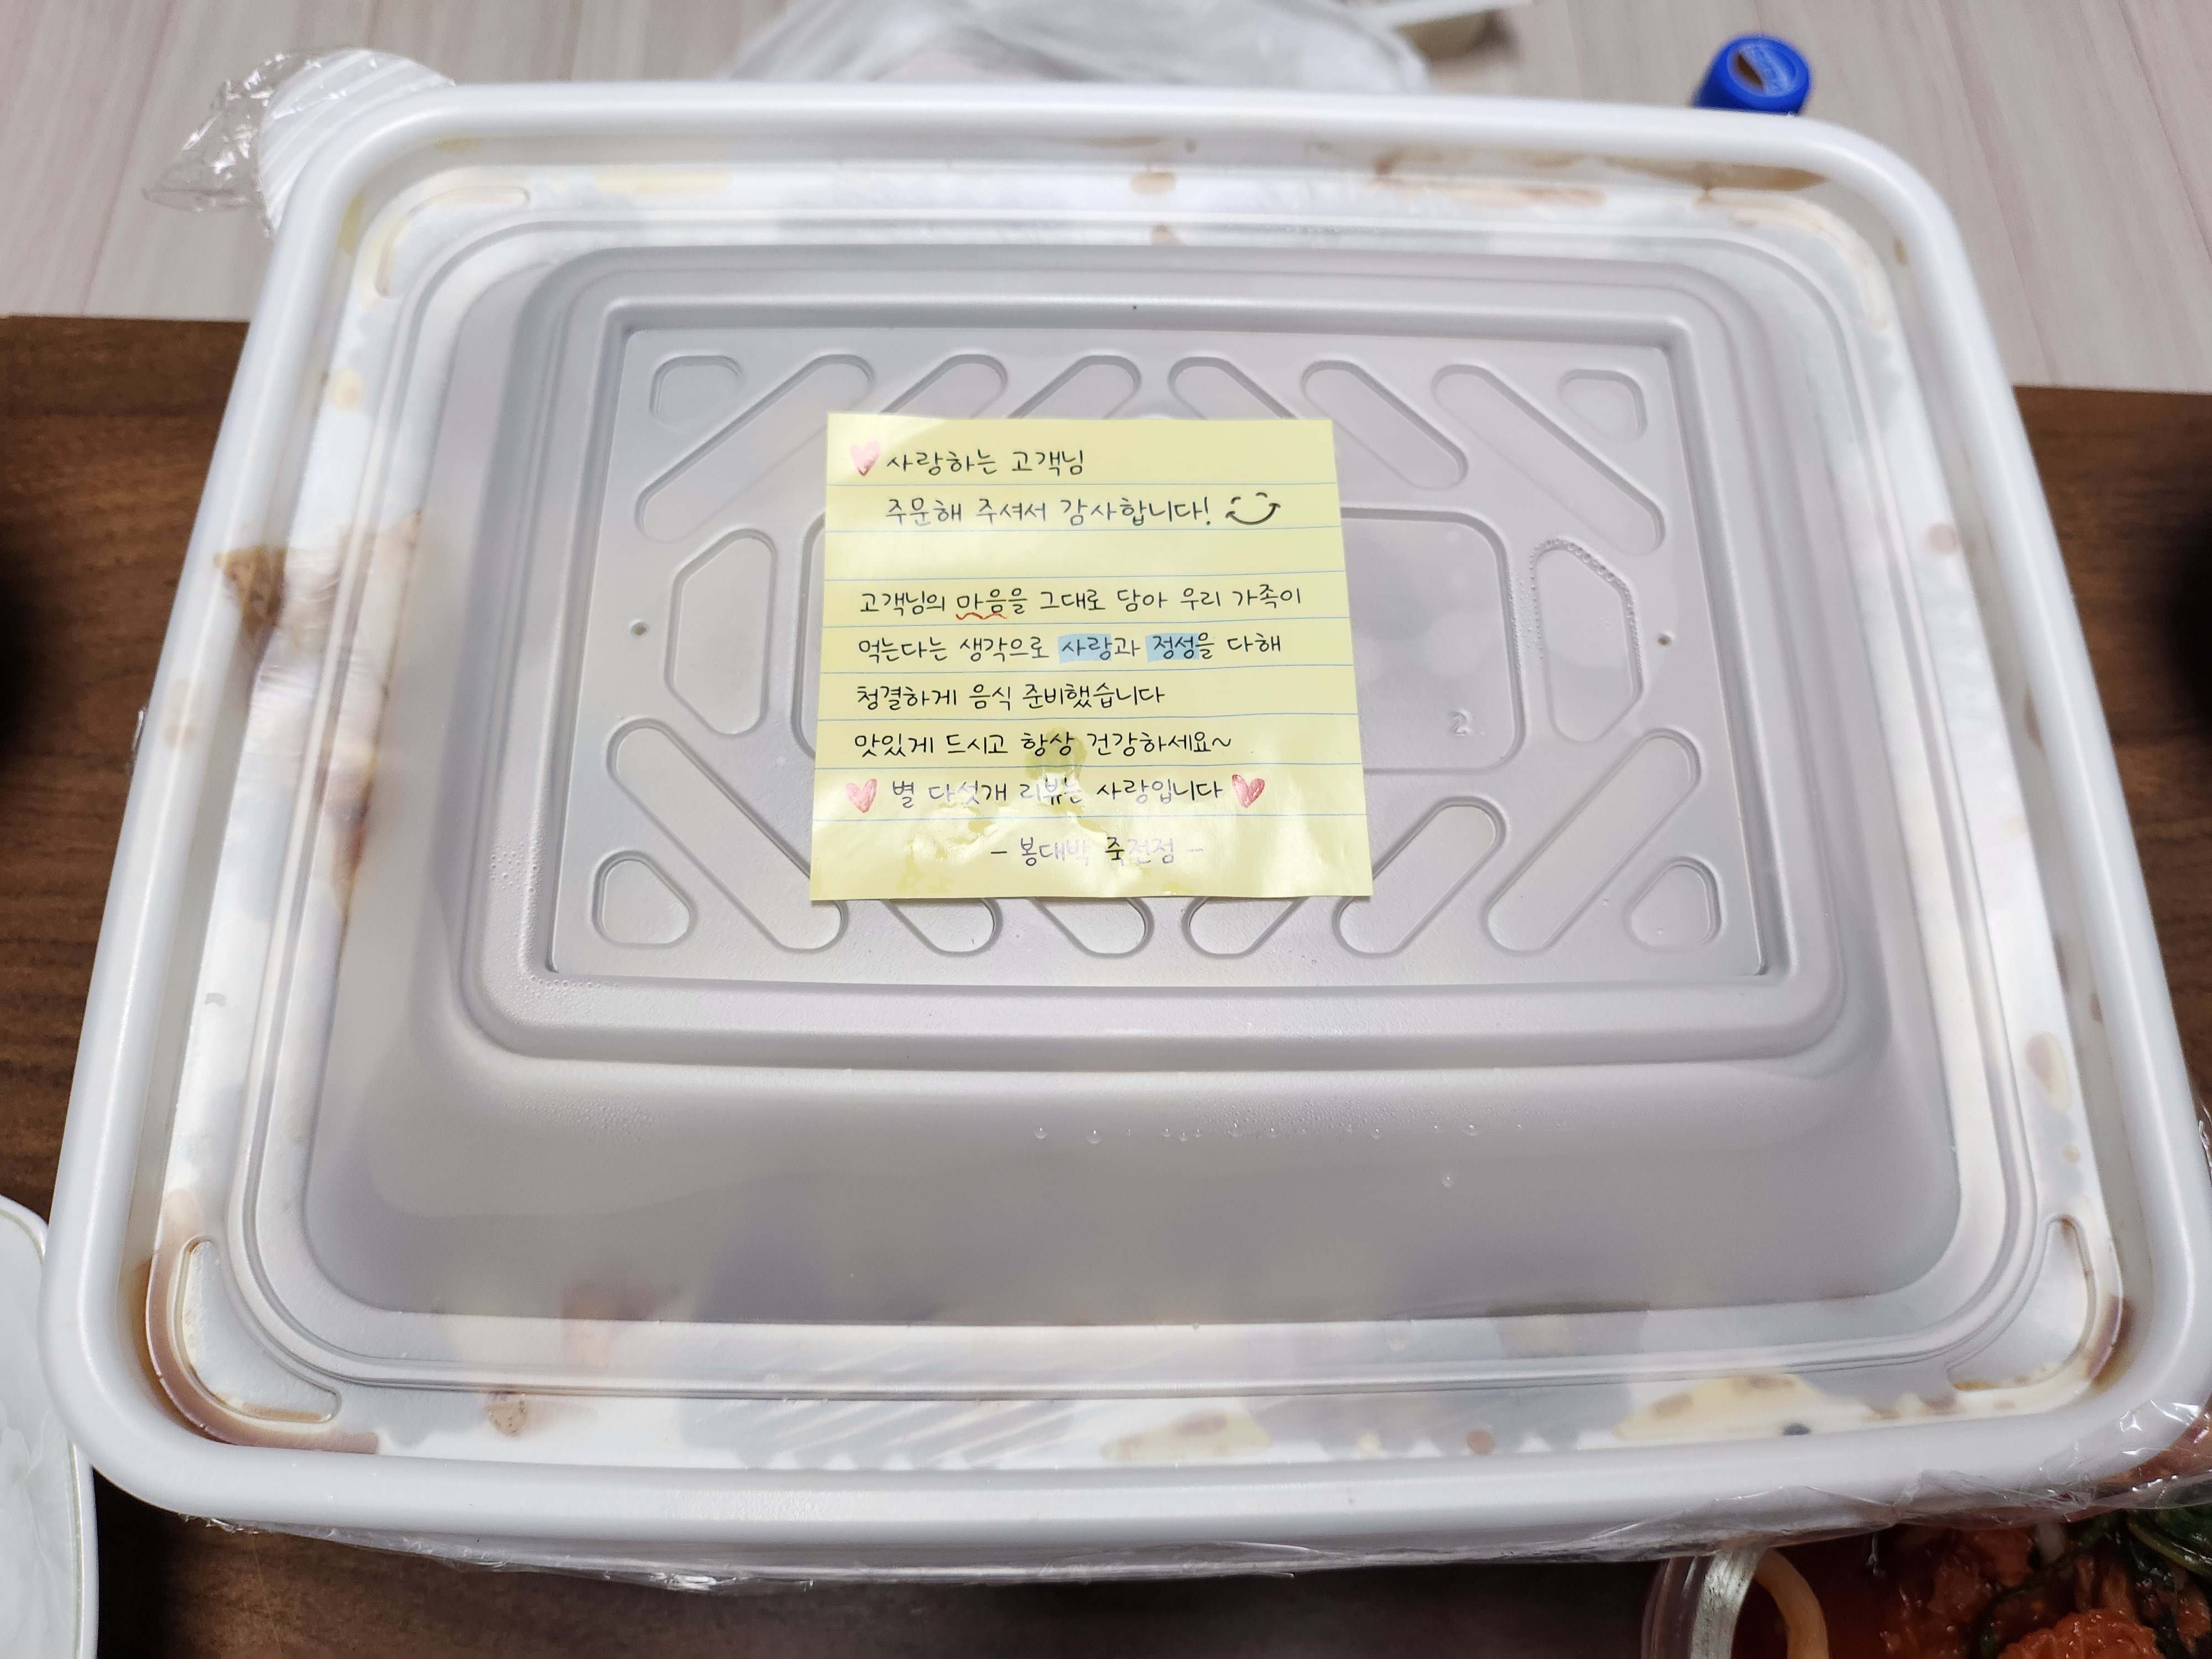 ♥ 사랑하는 고객님
주문해 주셔서 감사합니다!
고객님의 마음을 그대로 담아 우리 가족이
먹는다는 생각으로 사랑과 정성을 다해
청결하게 음식 준비했습니다
맛있게 드시고 항상 건강하세요~
♥ 별 다섯개 리뷰는 사랑입니다 ♥
- 봉대박 죽전점 -
2